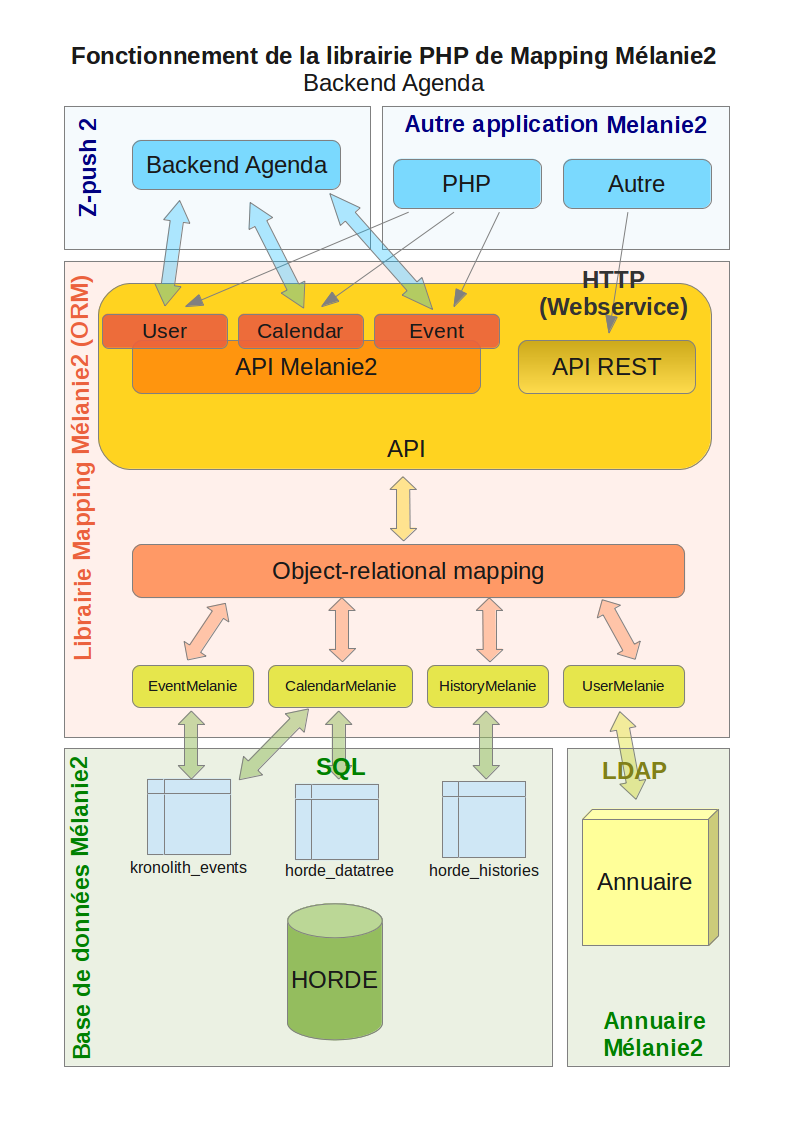 Fonctionnement de la librairie PHP de Mapping Mélanie2
Backend Agenda
Z-push 2
Backend Agenda
Autre application Melanie2
PHP
Autre
Librairie Mapping Mélanie2 (ORM)
HTTP
(Webservice)
User
Calendar
Event
API Melanie2
API REST
API
Object-relational mapping
EventMelanie
CalendarMelanie
HistoryMelanie
UserMelanie
Base de données Mélanie2
SQL
LDAP
kronolith_events
horde_datatree
horde_histories
Annuaire
HORDE
Annuaire
Mélanie2